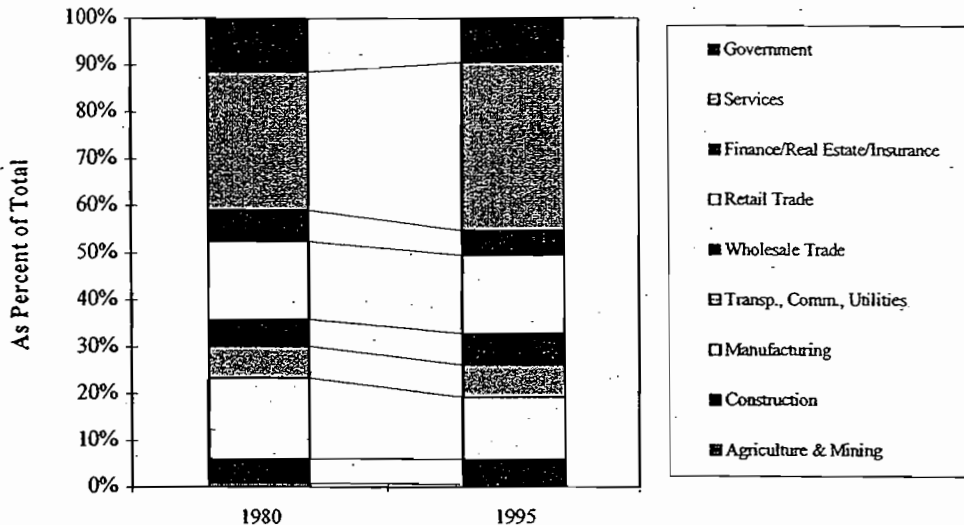 100%
90%
80%
70%
60%
50%
40%
30%
20%
10%
0%
As Percent of Total
1980
1995
Government
Services
Finance/Real Estate/Insurance
Retail Trade
Wholesale Trade
Transp., Comm., Utilities
Manufacturing
Construction
Agriculture & Mining